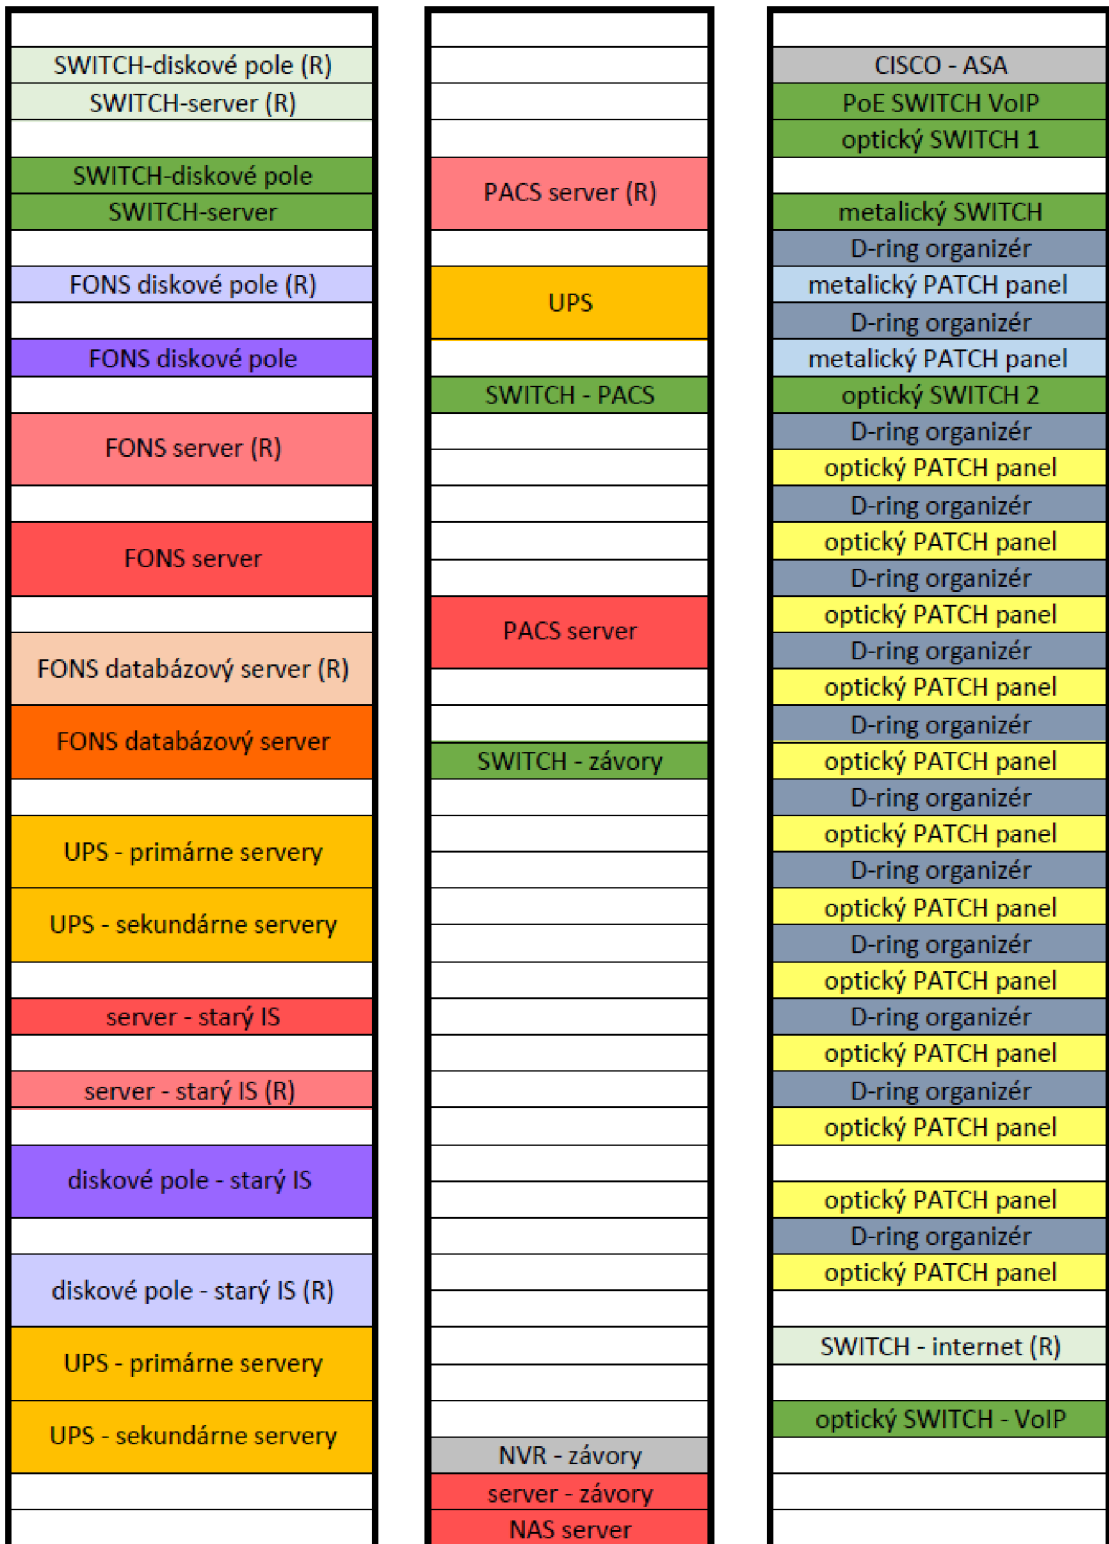 SWITCH-diskové pole (R)
SWITCH-server (R)
SWITCH-diskové pole
SWITCH-server
FONS diskové pole (R)
FONS diskové pole
FONS server (R)
FONS server
FONS databázový server (R)
FONS databázový server
UPS - primárne servery
UPS - sekundárne servery
server - starý IS
server - starý IS (R)
diskové pole - starý IS
diskové pole - starý IS (R)
UPS - primárne servery
UPS - sekundárne servery
PACS server (R)
UPS
SWITCH - PACS
PACS server
SWITCH - závory
NVR - závory
server - závory
NAS server
CISCO - ASA
PoE SWITCH VoIP
optický SWITCH 1
metalický SWITCH
D-ring organizér
metalický PATCH panel
D-ring organizér
metalický PATCH panel
optický SWITCH 2
D-ring organizér
optický PATCH panel
D-ring organizér
optický PATCH panel
D-ring organizér
optický PATCH panel
D-ring organizér
optický PATCH panel
D-ring organizér
optický PATCH panel
D-ring organizér
optický PATCH panel
D-ring organizér
optický PATCH panel
D-ring organizér
optický PATCH panel
D-ring organizér
optický PATCH panel
D-ring organizér
optický PATCH panel
optický PATCH panel
D-ring organizér
optický PATCH panel
SWITCH - internet (R)
optický SWITCH - VoIP